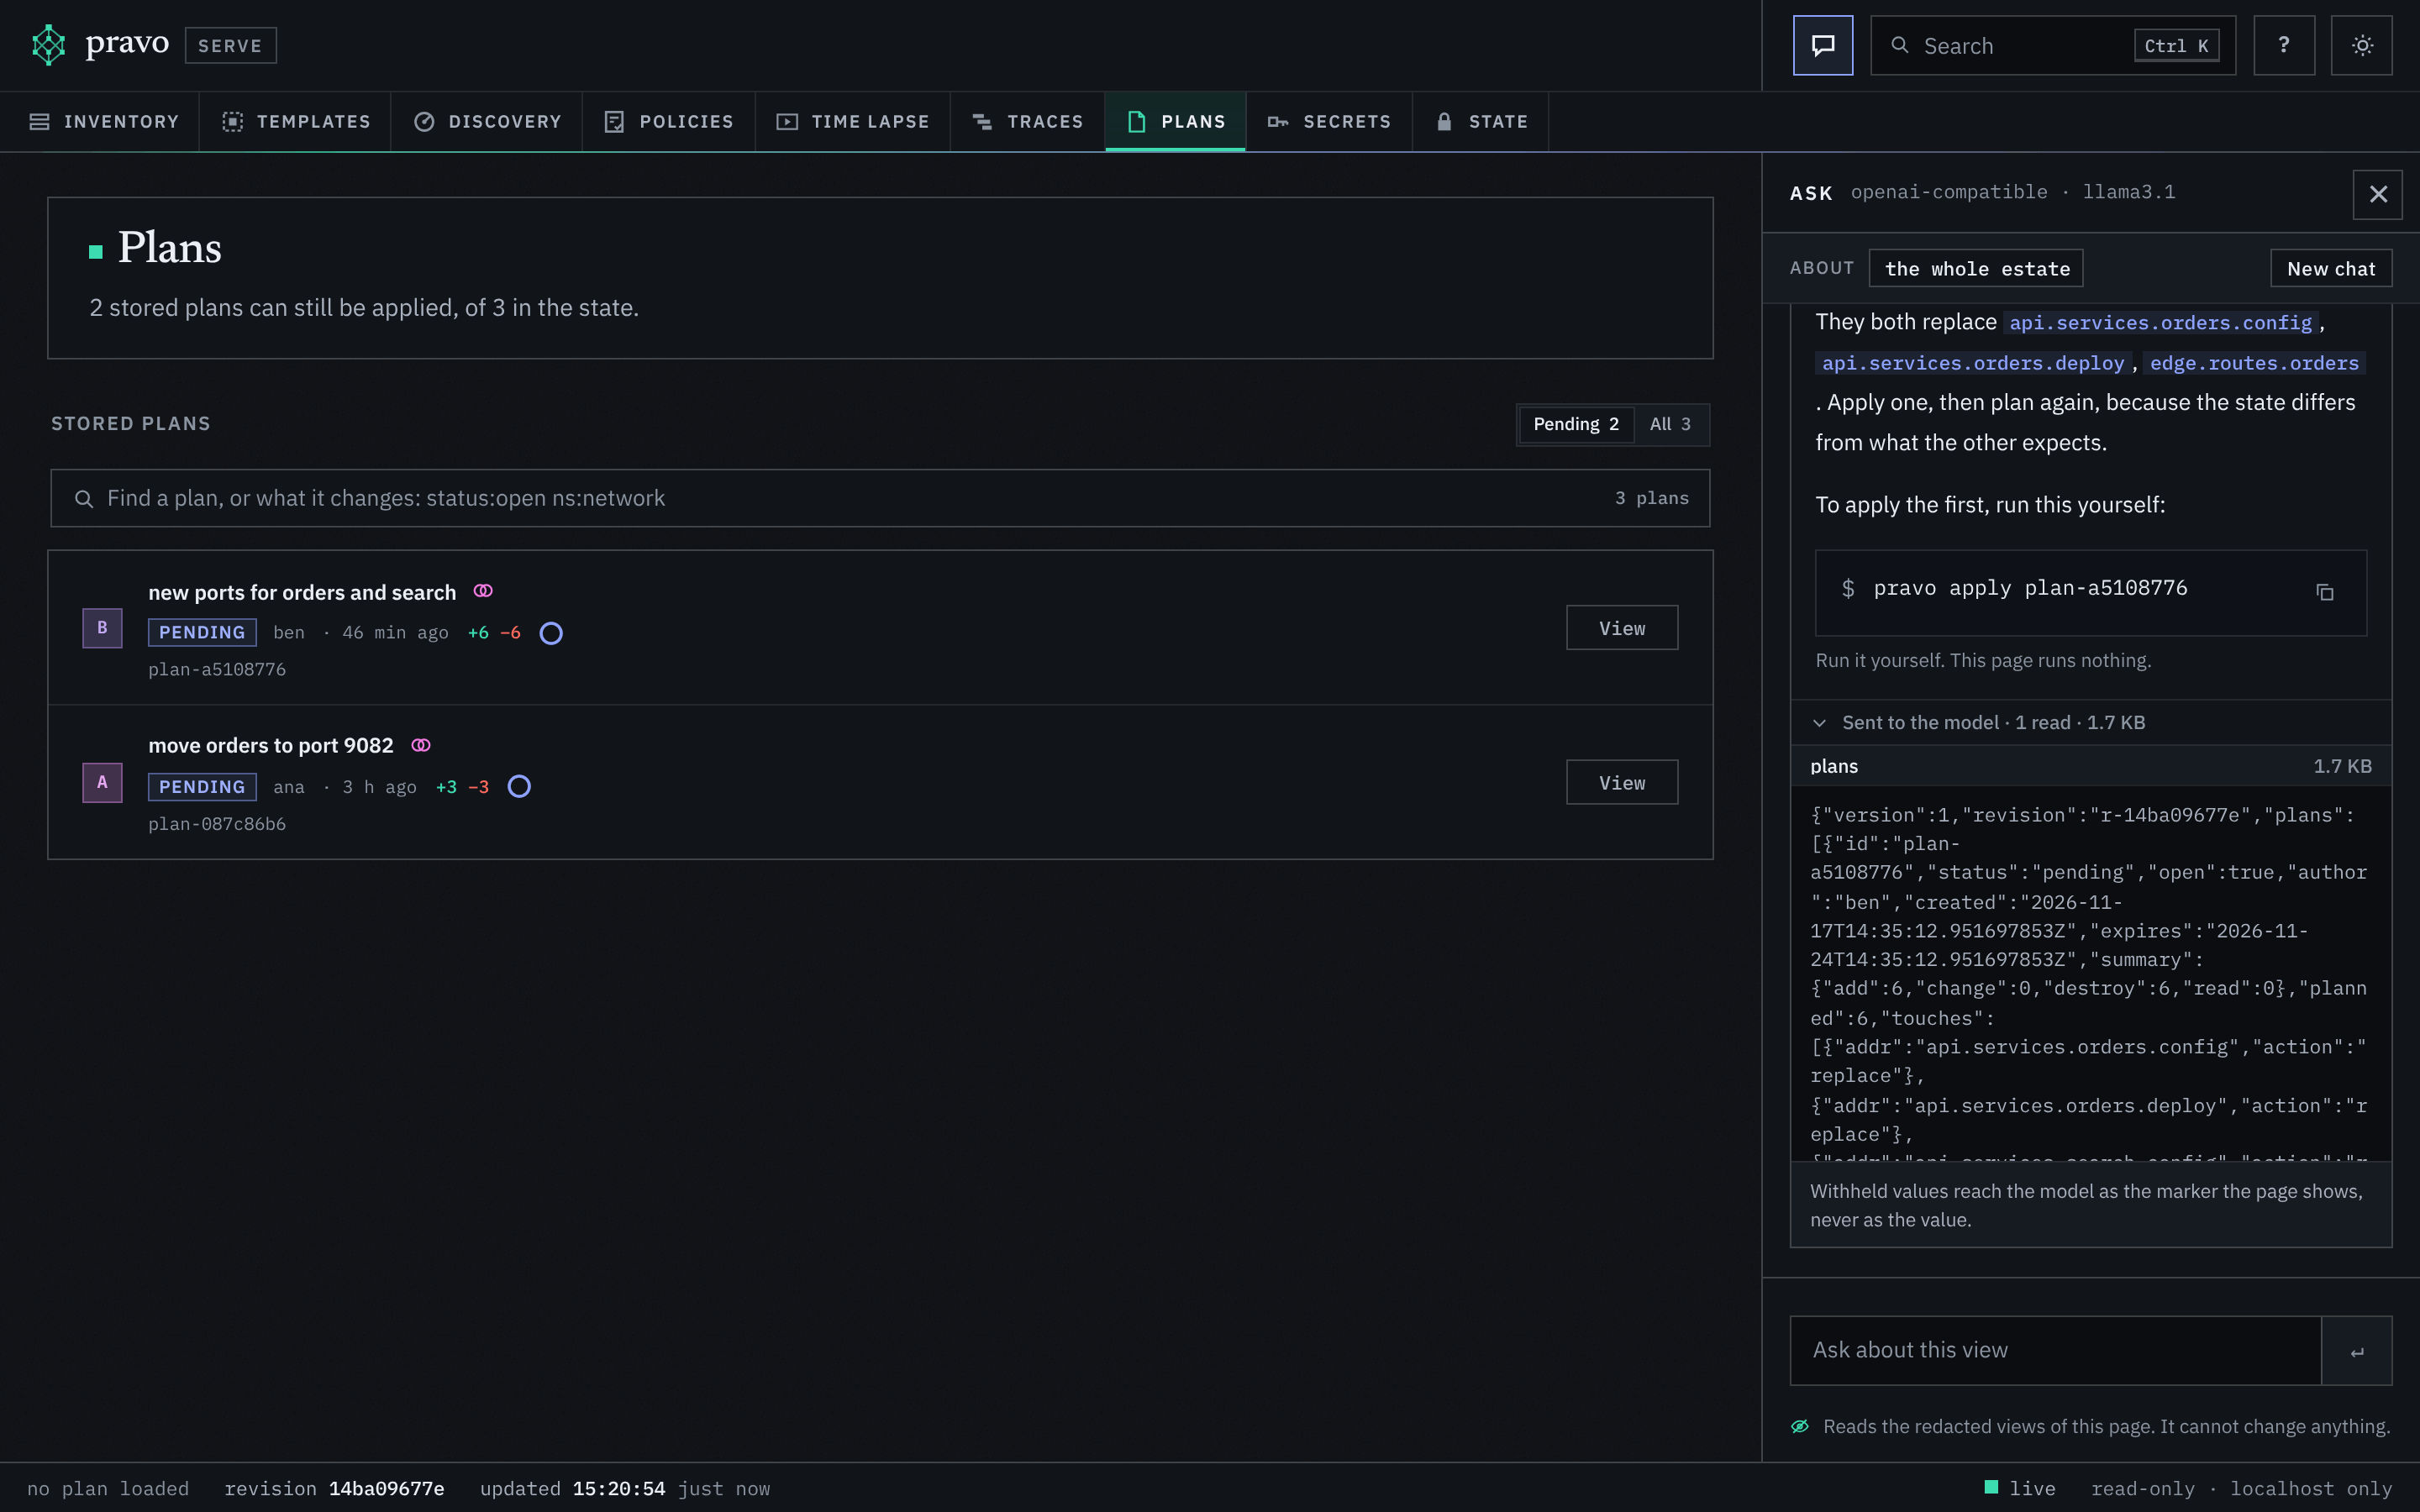 pravo SERVE
Search Ctrl K ?
INVENTORY TEMPLATES DISCOVERY POLICIES TIME LAPSE TRACES PLANS SECRETS STATE
Plans
2 stored plans can still be applied, of 3 in the state.
STORED PLANS
Pending 2 All 3
Find a plan, or what it changes: status:open ns:network 3 plans
B
new ports for orders and search
PENDING ben · 46 min ago +6 −6
plan-a5108776
View
A
move orders to port 9082
PENDING ana · 3 h ago +3 −3
plan-087c86b6
View
ASK openai-compatible · llama3.1
ABOUT the whole estate New chat
They both replace api.services.orders.config,
api.services.orders.deploy, edge.routes.orders
. Apply one, then plan again, because the state differs
from what the other expects.
To apply the first, run this yourself:
$ pravo apply plan-a5108776
Run it yourself. This page runs nothing.
Sent to the model · 1 read · 1.7 KB
plans 1.7 KB
{"version":1,"revision":"r-14ba09677e","plans":
[{"id":"plan-
a5108776","status":"pending","open":true,"author
":"ben","created":"2026-11-
17T14:35:12.951697853Z","expires":"2026-11-
24T14:35:12.951697853Z","summary":
{"add":6,"change":0,"destroy":6,"read":0},"plann
ed":6,"touches":
[{"addr":"api.services.orders.config","action":"
replace"},
{"addr":"api.services.orders.deploy","action":"r
eplace"},
{"addr":"api.services.search.config","action":"r
Withheld values reach the model as the marker the page shows,
never as the value.
Ask about this view
Reads the redacted views of this page. It cannot change anything.
no plan loaded revision 14ba09677e updated 15:20:54 just now
live read-only · localhost only